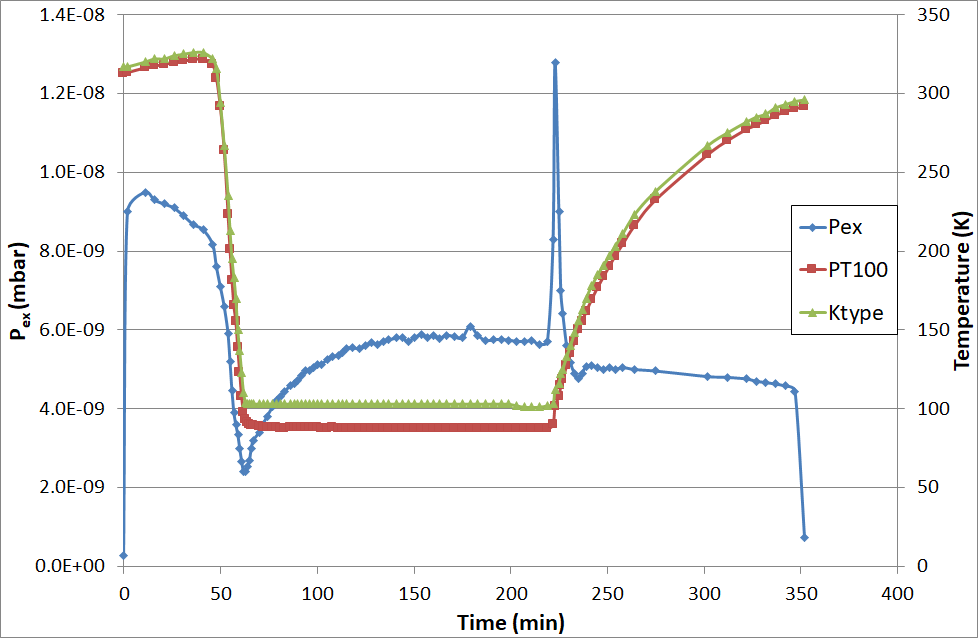 1.4E-08
1.2E-08
1.0E-08
8.0E-09
6.0E-09
4.0E-09
2.0E-09
0.0E+00
Pex (mbar)
0 50 100 150 200 250 300 350 400
Time (min)
350
300
250
200
150
100
50
0
Temperature (K)
Pex
PT100
Ktype